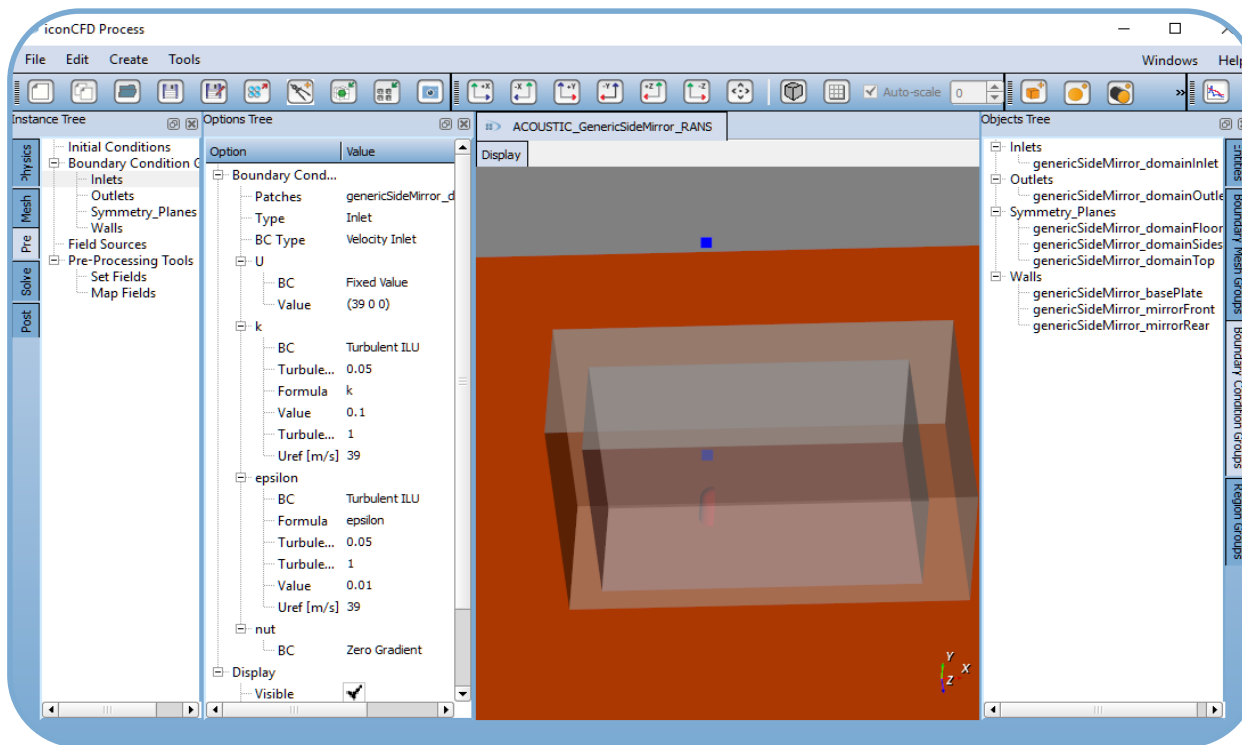 iconCFD Process
File Edit Create Tools Windows Help
Auto-scale 0 »
Instance Tree
Physics
Mesh
Pre
Solve
Post
Initial Conditions
Boundary Condition G
Inlets
Outlets
Symmetry_Planes
Walls
Field Sources
Pre-Processing Tools
Set Fields
Map Fields
Options Tree
Option Value
Boundary Cond...
Patches genericSideMirror_d
Type Inlet
BC Type Velocity Inlet
U
BC Fixed Value
Value (39 0 0)
k
BC Turbulent ILU
Turbule... 0.05
Formula k
Value 0.1
Turbule... 1
Uref [m/s] 39
epsilon
BC Turbulent ILU
Formula epsilon
Turbule... 0.05
Turbule... 1
Value 0.01
Uref [m/s] 39
nut
BC Zero Gradient
Display
Visible
ACOUSTIC_GenericSideMirror_RANS
Display
Y
X
Z
Objects Tree
Inlets
genericSideMirror_domainInlet
Outlets
genericSideMirror_domainOutle
Symmetry_Planes
genericSideMirror_domainFloor
genericSideMirror_domainSides
genericSideMirror_domainTop
Walls
genericSideMirror_basePlate
genericSideMirror_mirrorFront
genericSideMirror_mirrorRear
Entities
Boundary Mesh Groups
Boundary Condition Groups
Region Groups